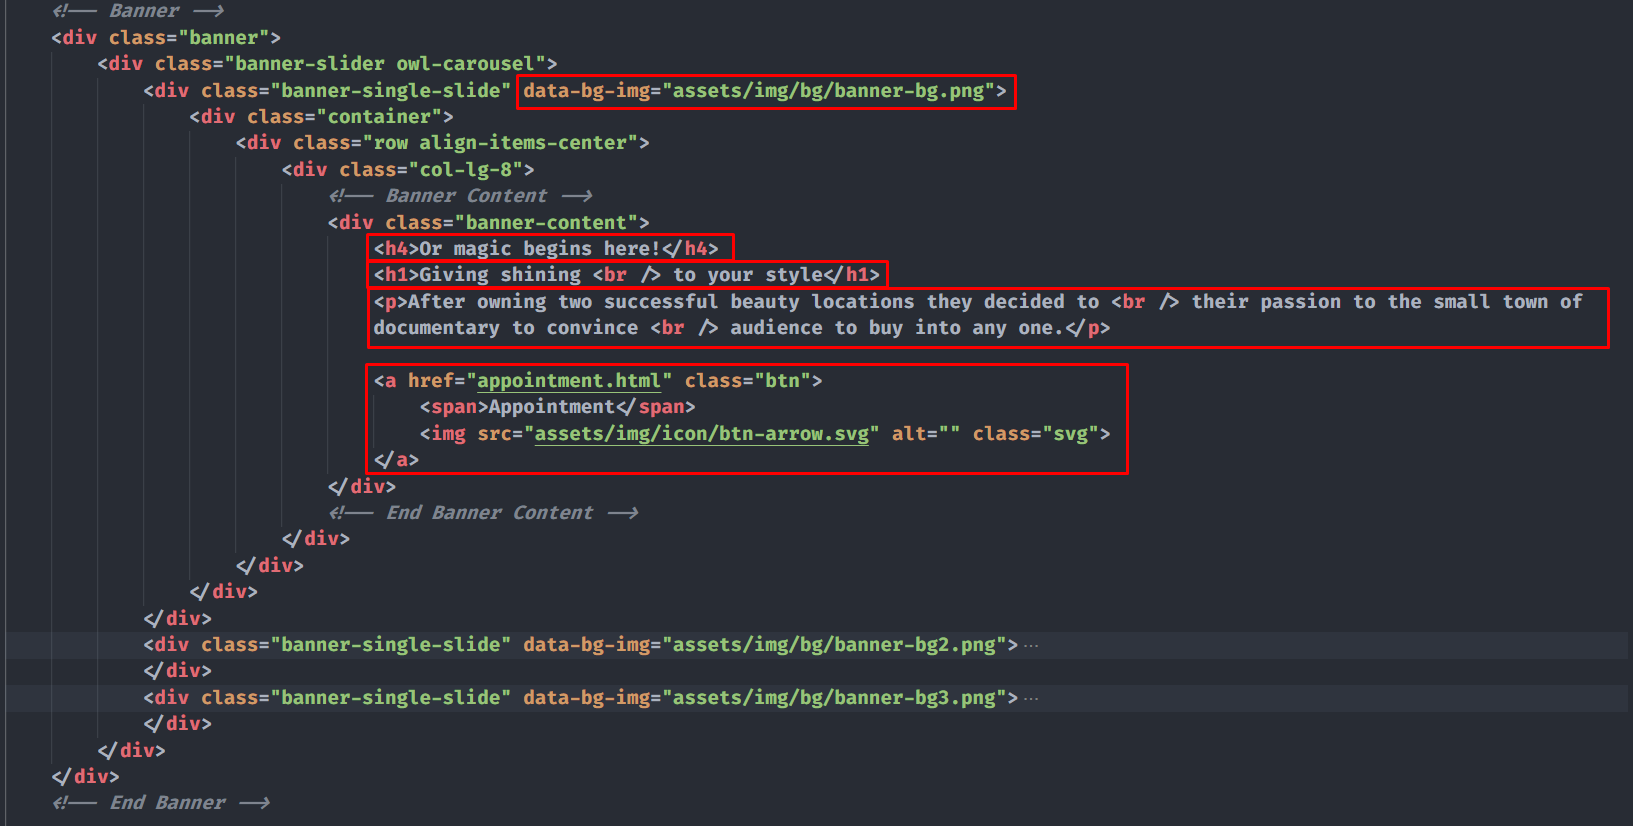 <!-- Banner -->
<div class="banner">
<div class="banner-slider owl-carousel">
<div class="banner-single-slide" data-bg-img="assets/img/bg/banner-bg.png">
<div class="container">
<div class="row align-items-center">
<div class="col-lg-8">
<!-- Banner Content -->
<div class="banner-content">
<h4>Or magic begins here!</h4>
<h1>Giving shining <br /> to your style</h1>
<p>After owning two successful beauty locations they decided to <br /> their passion to the small town of
documentary to convince <br /> audience to buy into any one.</p>
<a href="appointment.html" class="btn">
<span>Appointment</span>
<img src="assets/img/icon/btn-arrow.svg" alt="" class="svg">
</a>
</div>
<!-- End Banner Content -->
</div>
</div>
</div>
</div>
<div class="banner-single-slide" data-bg-img="assets/img/bg/banner-bg2.png">...
</div>
<div class="banner-single-slide" data-bg-img="assets/img/bg/banner-bg3.png">...
</div>
</div>
</div>
<!-- End Banner -->